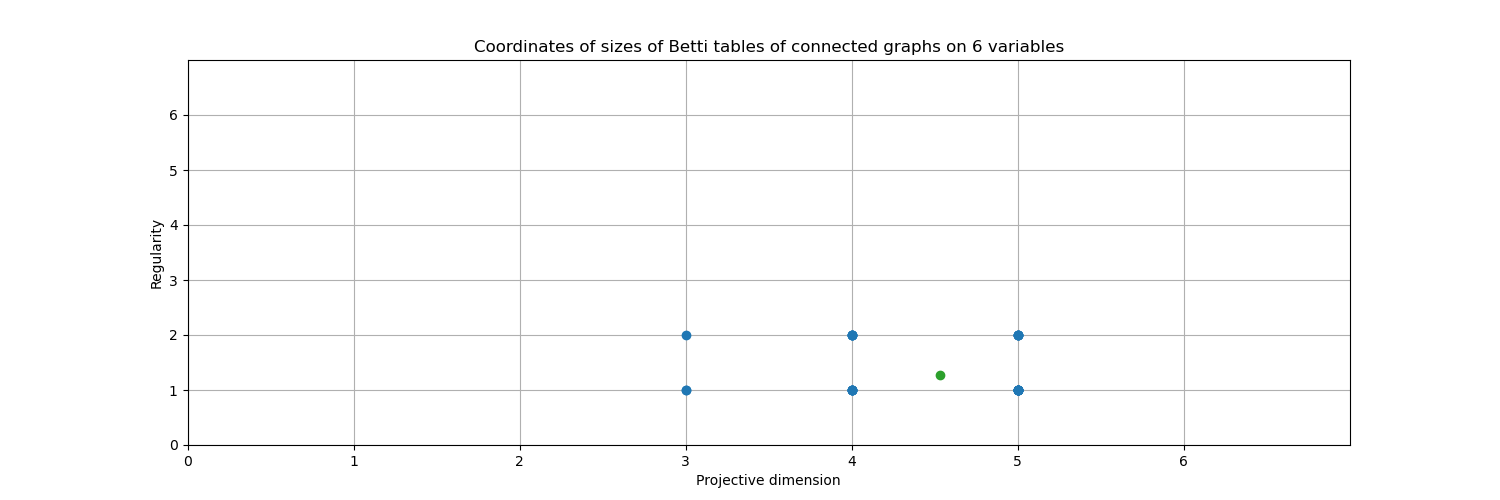 Coordinates of sizes of Betti tables of connected graphs on 6 variables
6
5
4
3
2
1
0
Regularity
0 1 2 3 4 5 6
Projective dimension